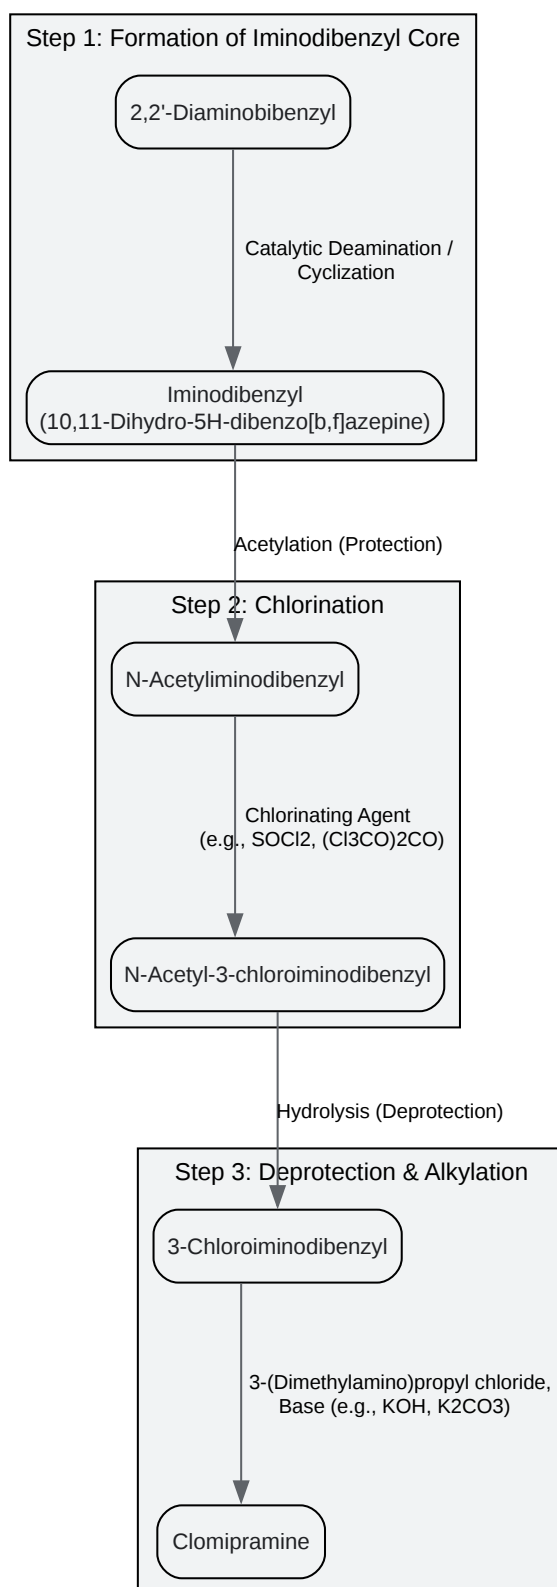 Step 1: Formation of Iminodibenzyl Core
2,2'-Diaminobibenzyl
Catalytic Deamination /
Cyclization
Iminodibenzyl
(10,11-Dihydro-5H-dibenzo[b,f]azepine)
Acetylation (Protection)
Step 2: Chlorination
N-Acetyliminodibenzyl
Chlorinating Agent
(e.g., SOCl2, (Cl3CO)2CO)
N-Acetyl-3-chloroiminodibenzyl
Hydrolysis (Deprotection)
Step 3: Deprotection & Alkylation
3-Chloroiminodibenzyl
3-(Dimethylamino)propyl chloride,
Base (e.g., KOH, K2CO3)
Clomipramine